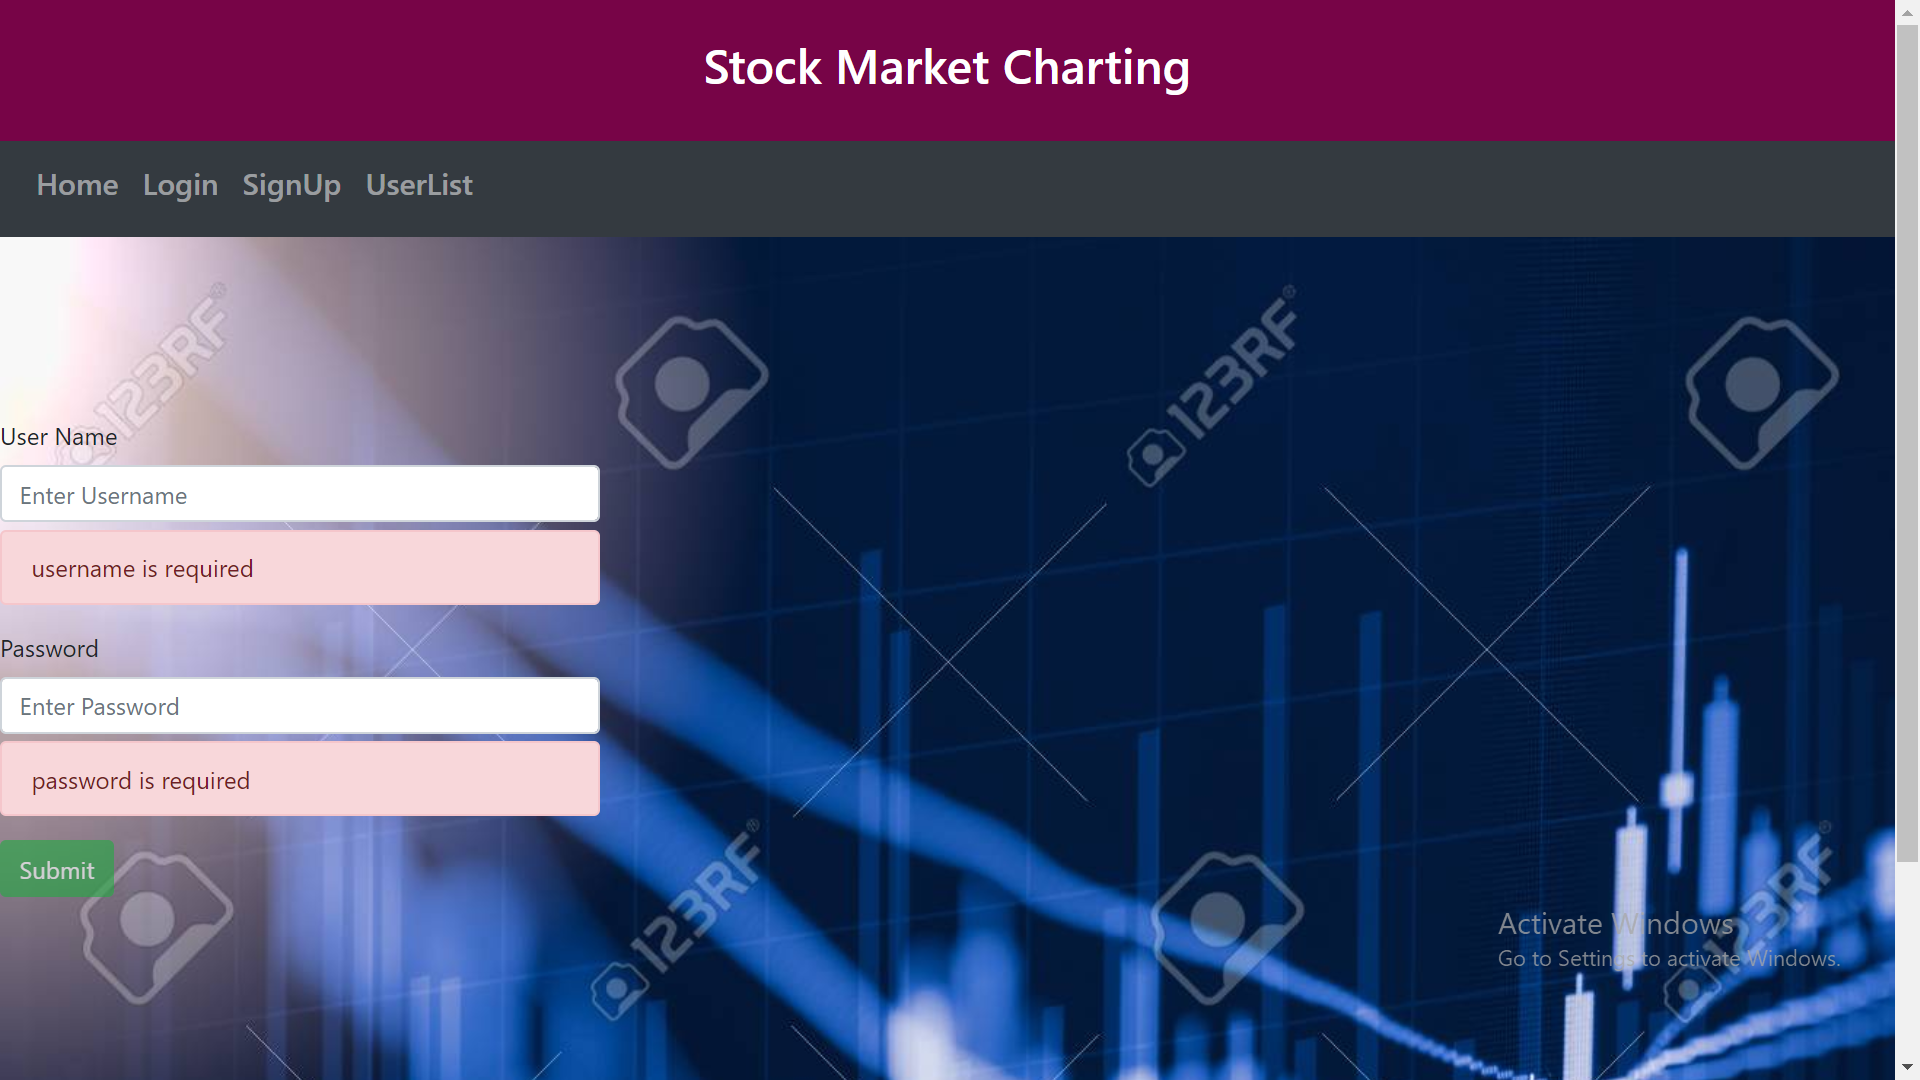 Stock Market Charting
Home Login SignUp UserList
123RF®
123RF®
User Name
Enter Username
username is required
Password
Enter Password
password is required
Submit
123RF®
123RF®
Activate Windows
Go to Settings to activate Windows.